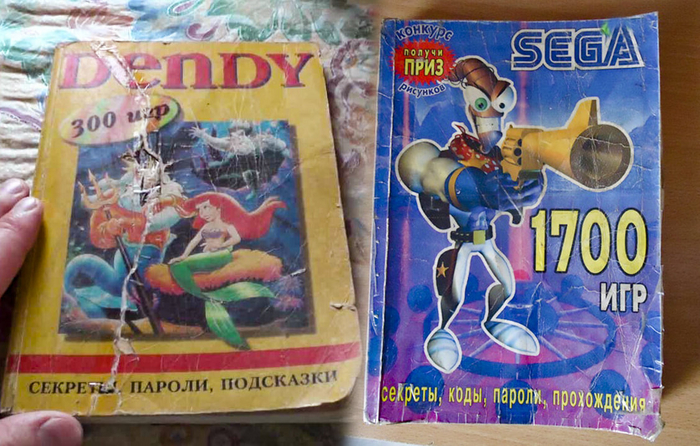 Dendy
300 игр
СЕКРЕТЫ, ПАРОЛИ, ПОДСКАЗКИ
КОНКУРС
ПОЛУЧИ
ПРИЗ
рисунков
SEGA
1700
ИГР
секреты, коды, пароли, прохождения